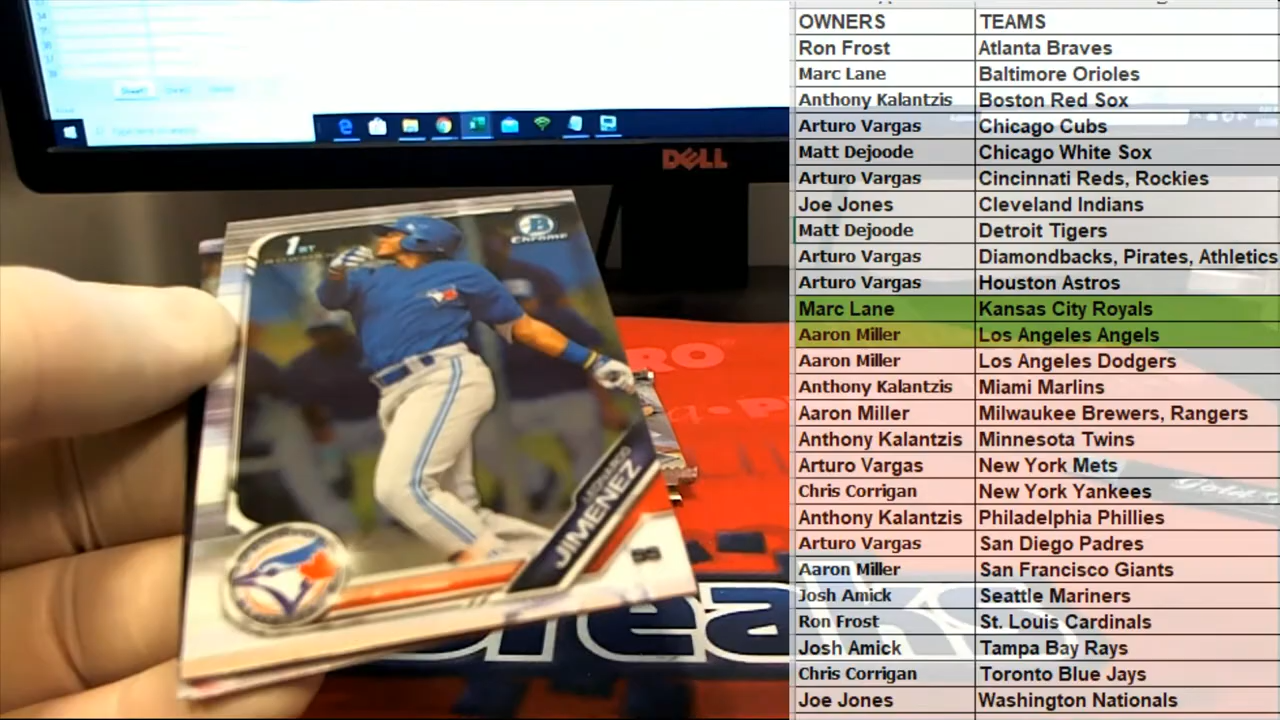 DELL
1ST
BOWMAN
B
CHROME
LEONARDO
JIMENEZ
SS
RO
OWNERS TEAMS
Ron Frost Atlanta Braves
Marc Lane Baltimore Orioles
Anthony Kalantzis Boston Red Sox
Arturo Vargas Chicago Cubs
Matt Dejoode Chicago White Sox
Arturo Vargas Cincinnati Reds, Rockies
Joe Jones Cleveland Indians
Matt Dejoode Detroit Tigers
Arturo Vargas Diamondbacks, Pirates, Athletics
Arturo Vargas Houston Astros
Marc Lane Kansas City Royals
Aaron Miller Los Angeles Angels
Aaron Miller Los Angeles Dodgers
Anthony Kalantzis Miami Marlins
Aaron Miller Milwaukee Brewers, Rangers
Anthony Kalantzis Minnesota Twins
Arturo Vargas New York Mets
Chris Corrigan New York Yankees
Anthony Kalantzis Philadelphia Phillies
Arturo Vargas San Diego Padres
Aaron Miller San Francisco Giants
Josh Amick Seattle Mariners
Ron Frost St. Louis Cardinals
Josh Amick Tampa Bay Rays
Chris Corrigan Toronto Blue Jays
Joe Jones Washington Nationals